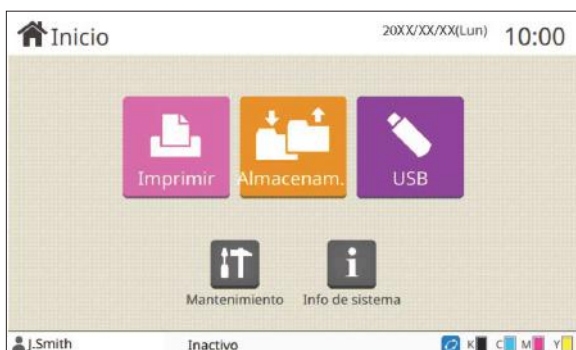 Inicio 20XX/XX/XX(Lun) 10:00
Imprimir Almacenam. USB
Mantenimiento Info de sistema
J.Smith Inactivo K C M Y